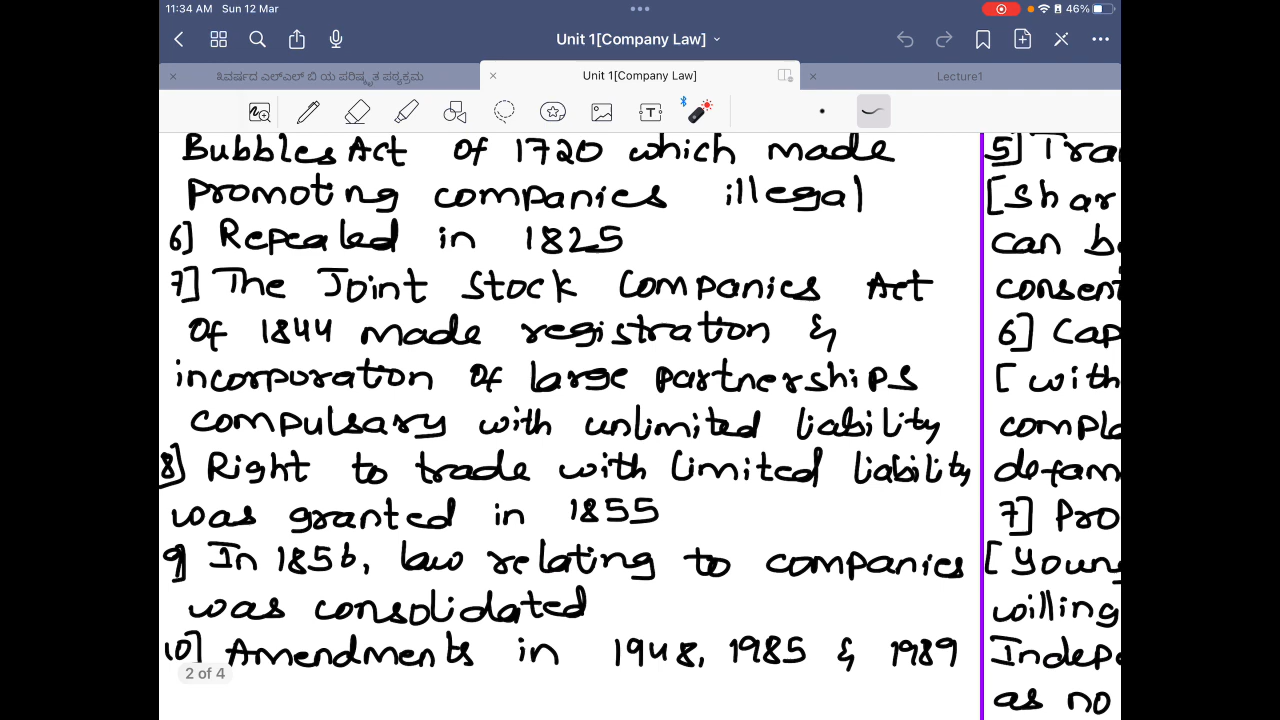 11:34 AM Sun 12 Mar
46%
Unit 1[Company Law]
೩ವರ್ಷದ ಎಲ್ಎಲ್ ಬಿ ಯ ಪರಿಷ್ಕೃತ ಪಠ್ಯಕ್ರಮ
Unit 1[Company Law]
Lecture1
Bubbles Act of 1720 which made
promoting companies illegal
6] Repealed in 1825
7] The Joint Stock Companies Act
Of 1844 made registration &
incorporation of large partnerships
compulsary with unlimited liability
8] Right to trade with limited liability
was granted in 1855
9] In 1856, law relating to companies
was consolidated
10] Amendments in 1948, 1985 & 1989
2 of 4
5] Tra
[Shar
can b
consent
6] Cap
[with
compla
defam
7] Pro
[Young
willing
Indepe
as no